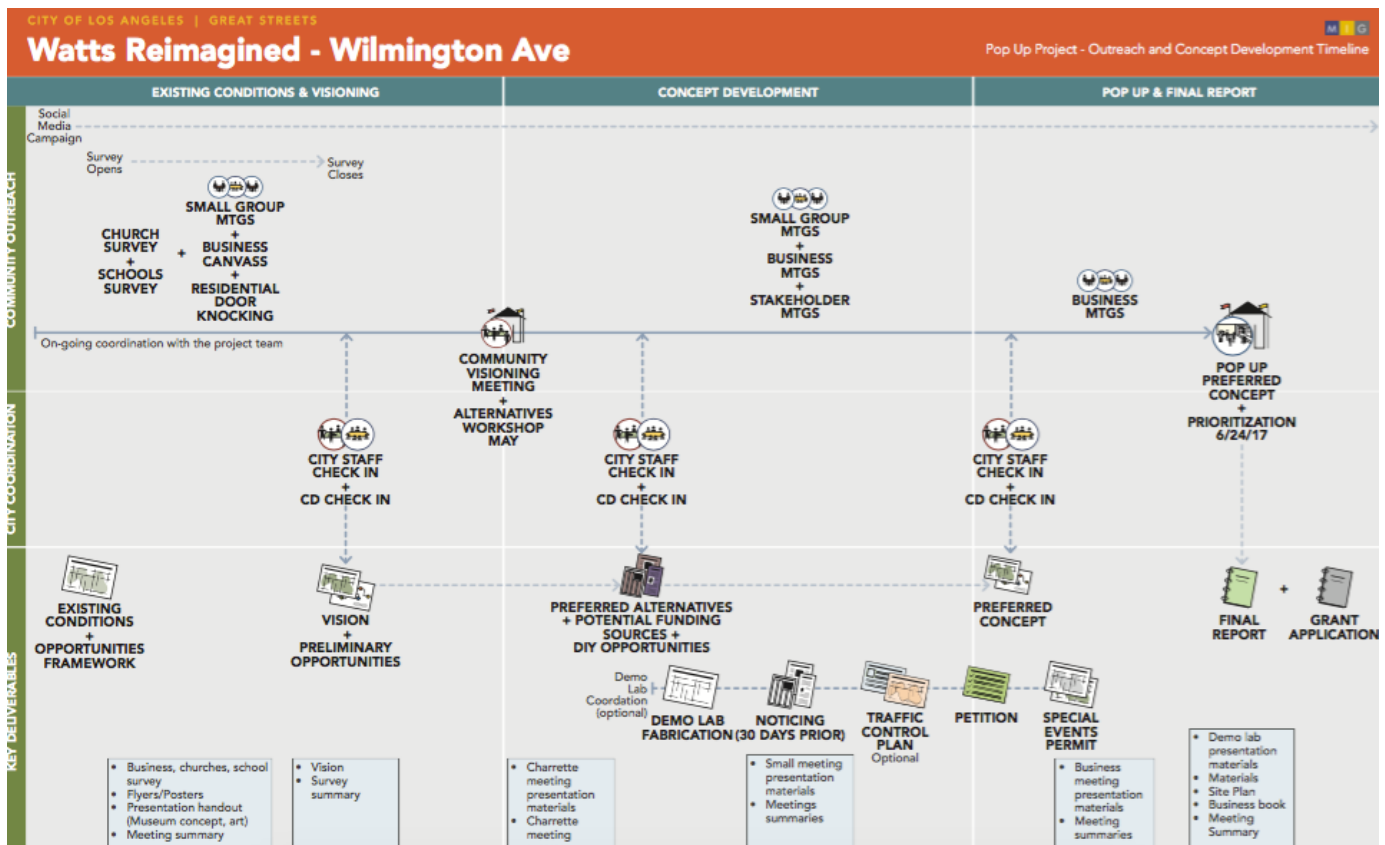 CITY OF LOS ANGELES | GREAT STREETS
Watts Reimagined - Wilmington Ave
M I G
Pop Up Project - Outreach and Concept Development Timeline
EXISTING CONDITIONS & VISIONING
CONCEPT DEVELOPMENT
POP UP & FINAL REPORT
COMMUNITY OUTREACH
Social
Media
Campaign
Survey
Opens
Survey
Closes
CHURCH
SURVEY
+
SCHOOLS
SURVEY
+
SMALL GROUP
MTGS
+
BUSINESS
CANVASS
+
RESIDENTIAL
DOOR
KNOCKING
On-going coordination with the project team
COMMUNITY
VISIONING
MEETING
+
ALTERNATIVES
WORKSHOP
MAY
SMALL GROUP
MTGS
+
BUSINESS
MTGS
+
STAKEHOLDER
MTGS
BUSINESS
MTGS
POP UP
PREFERRED
CONCEPT
+
PRIORITIZATION
6/24/17
CITY COORDINATION
CITY STAFF
CHECK IN
+
CD CHECK IN
CITY STAFF
CHECK IN
+
CD CHECK IN
CITY STAFF
CHECK IN
+
CD CHECK IN
KEY DELIVERABLES
EXISTING
CONDITIONS
+
OPPORTUNITIES
FRAMEWORK
VISION
+
PRELIMINARY
OPPORTUNITIES
PREFERRED ALTERNATIVES
+ POTENTIAL FUNDING
SOURCES +
DIY OPPORTUNITIES
PREFERRED
CONCEPT
FINAL
REPORT
+
GRANT
APPLICATION
Demo
Lab
Coordation
(optional)
DEMO LAB
FABRICATION
NOTICING
(30 DAYS PRIOR)
TRAFFIC
CONTROL
PLAN
Optional
PETITION
SPECIAL
EVENTS
PERMIT
• Business, churches, school
survey
• Flyers/Posters
• Presentation handout
(Museum concept, art)
• Meeting summary
• Vision
• Survey
summary
• Charrette
meeting
presentation
materials
• Charrette
meeting
• Small meeting
presentation
materials
• Meetings
summaries
• Business
meeting
presentation
materials
• Meeting
summaries
• Demo lab
presentation
materials
• Materials
• Site Plan
• Business book
• Meeting
Summary